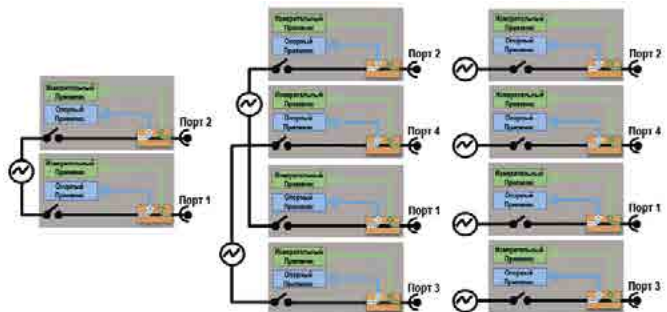 Измерительный
Приемник
Опорный
Приемник
Порт 2
Измерительный
Приемник
Опорный
Приемник
Порт 1
Измерительный
Приемник
Опорный
Приемник
Порт 2
Измерительный
Приемник
Опорный
Приемник
Порт 4
Измерительный
Приемник
Опорный
Приемник
Порт 1
Измерительный
Приемник
Опорный
Приемник
Порт 3
Измерительный
Приемник
Опорный
Приемник
Порт 2
Измерительный
Приемник
Опорный
Приемник
Порт 4
Измерительный
Приемник
Опорный
Приемник
Порт 1
Измерительный
Приемник
Опорный
Приемник
Порт 3